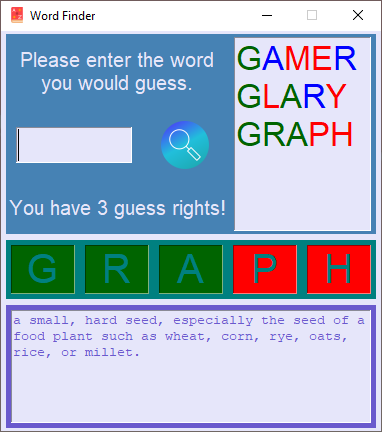 Word Finder
Please enter the word
you would guess.
You have 3 guess rights!
GAMER
GLARY
GRAPH
G R A P H
a small, hard seed, especially the seed of a
food plant such as wheat, corn, rye, oats,
rice, or millet.